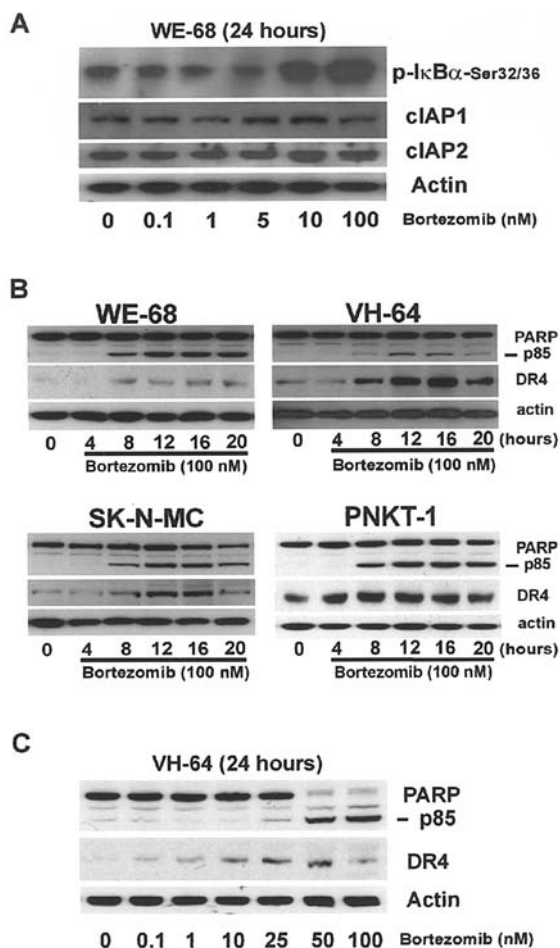 A
WE-68 (24 hours)
p-IκBα-Ser32/36
cIAP1
cIAP2
Actin
0 0.1 1 5 10 100 Bortezomib (nM)
B
WE-68 VH-64
PARP
– p85
DR4
actin
0 4 8 12 16 20 0 4 8 12 16 20 (hours)
Bortezomib (100 nM) Bortezomib (100 nM)
SK-N-MC PNKT-1
PARP
– p85
DR4
actin
0 4 8 12 16 20 0 4 8 12 16 20 (hours)
Bortezomib (100 nM) Bortezomib (100 nM)
C
VH-64 (24 hours)
PARP
– p85
DR4
Actin
0 0.1 1 10 25 50 100 Bortezomib (nM)